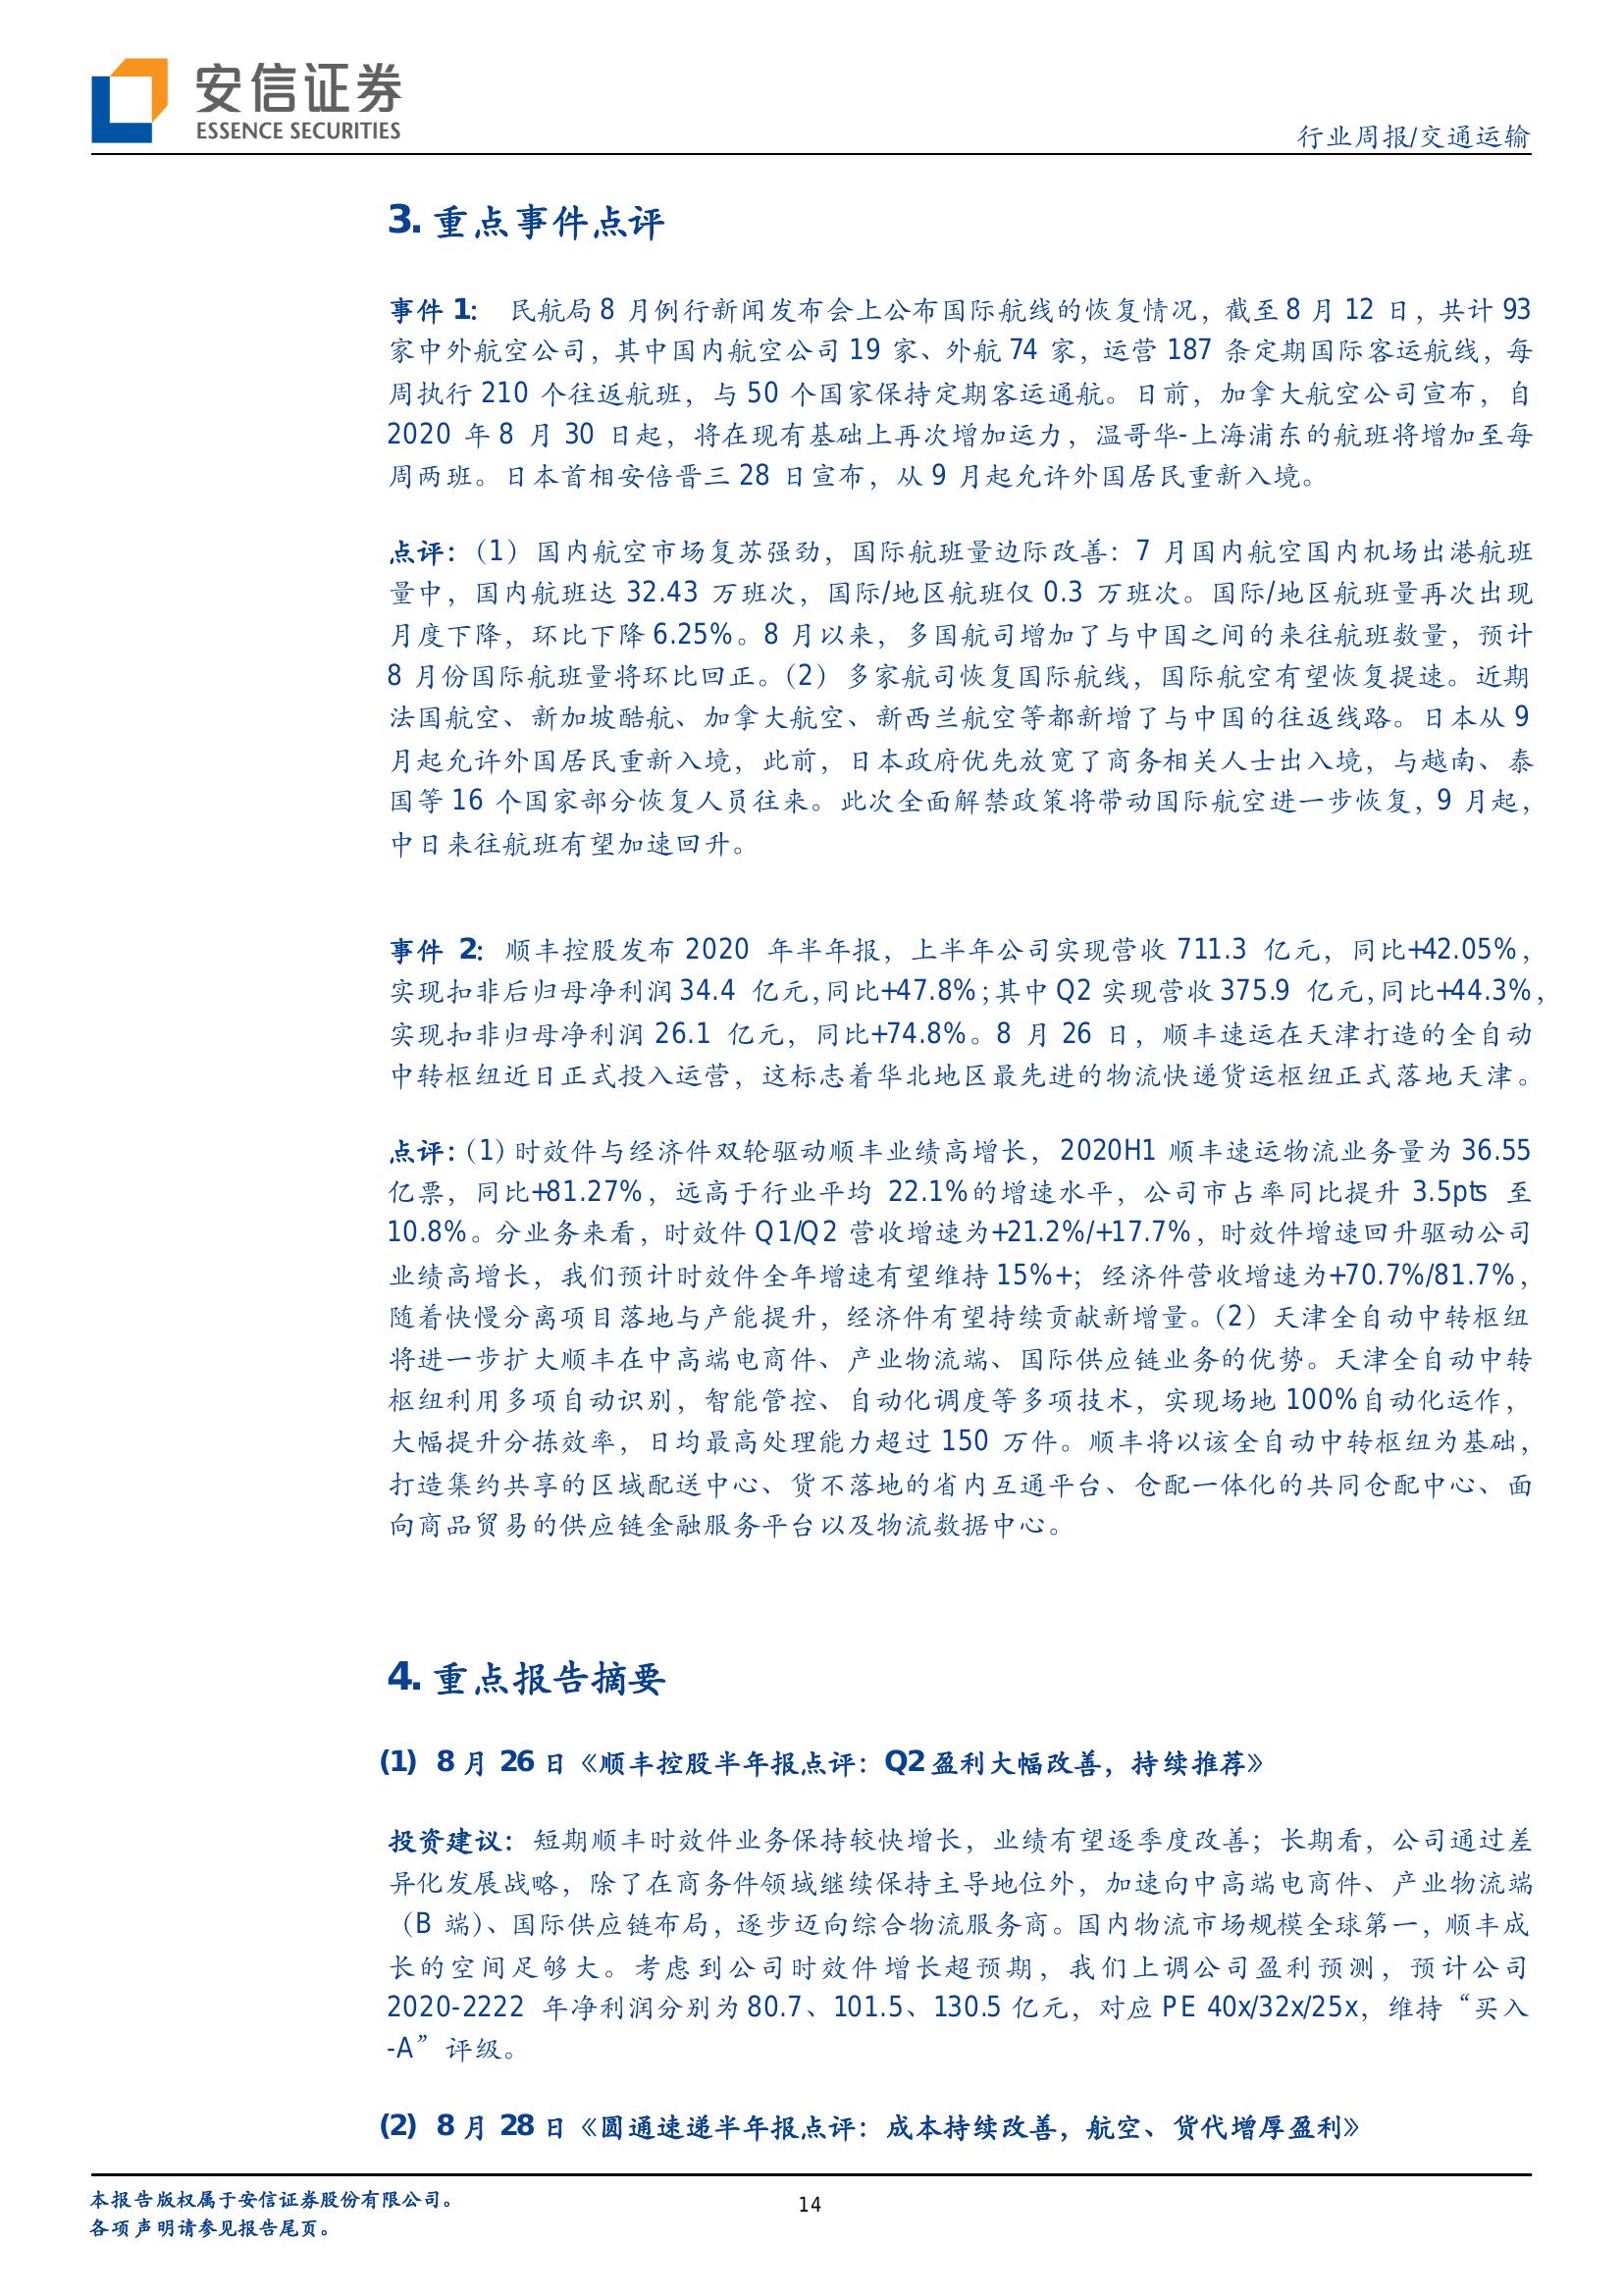 安信证券
ESSENCE SECURITIES
行业周报/交通运输
3. 重点事件点评
事件 1： 民航局 8 月例行新闻发布会上公布国际航线的恢复情况，截至 8 月 12 日，共计 93
家中外航空公司，其中国内航空公司 19 家、外航 74 家，运营 187 条定期国际客运航线，每
周执行 210 个往返航班，与 50 个国家保持定期客运通航。日前，加拿大航空公司宣布，自
2020 年 8 月 30 日起，将在现有基础上再次增加运力，温哥华-上海浦东的航班将增加至每
周两班。日本首相安倍晋三 28 日宣布，从 9 月起允许外国居民重新入境。
点评：（1）国内航空市场复苏强劲，国际航班量边际改善：7 月国内航空国内机场出港航班
量中，国内航班达 32.43 万班次，国际/地区航班仅 0.3 万班次。国际/地区航班量再次出现
月度下降，环比下降 6.25%。8 月以来，多国航司增加了与中国之间的来往航班数量，预计
8 月份国际航班量将环比回正。（2）多家航司恢复国际航线，国际航空有望恢复提速。近期
法国航空、新加坡酷航、加拿大航空、新西兰航空等都新增了与中国的往返线路。日本从 9
月起允许外国居民重新入境，此前，日本政府优先放宽了商务相关人士出入境，与越南、泰
国等 16 个国家部分恢复人员往来。此次全面解禁政策将带动国际航空进一步恢复，9 月起，
中日来往航班有望加速回升。
事件 2：顺丰控股发布 2020 年半年报，上半年公司实现营收 711.3 亿元，同比+42.05%，
实现扣非后归母净利润 34.4 亿元，同比+47.8%；其中 Q2 实现营收 375.9 亿元，同比+44.3%，
实现扣非归母净利润 26.1 亿元，同比+74.8%。8 月 26 日，顺丰速运在天津打造的全自动
中转枢纽近日正式投入运营，这标志着华北地区最先进的物流快递货运枢纽正式落地天津。
点评：（1）时效件与经济件双轮驱动顺丰业绩高增长，2020H1 顺丰速运物流业务量为 36.55
亿票，同比+81.27%，远高于行业平均 22.1%的增速水平，公司市占率同比提升 3.5pts 至
10.8%。分业务来看，时效件 Q1/Q2 营收增速为+21.2%/+17.7%，时效件增速回升驱动公司
业绩高增长，我们预计时效件全年增速有望维持 15%+；经济件营收增速为+70.7%/81.7%，
随着快慢分离项目落地与产能提升，经济件有望持续贡献新增量。（2）天津全自动中转枢纽
将进一步扩大顺丰在中高端电商件、产业物流端、国际供应链业务的优势。天津全自动中转
枢纽利用多项自动识别，智能管控、自动化调度等多项技术，实现场地 100%自动化运作，
大幅提升分拣效率，日均最高处理能力超过 150 万件。顺丰将以该全自动中转枢纽为基础，
打造集约共享的区域配送中心、货不落地的省内互通平台、仓配一体化的共同仓配中心、面
向商品贸易的供应链金融服务平台以及物流数据中心。
4. 重点报告摘要
(1) 8 月 26 日《顺丰控股半年报点评：Q2 盈利大幅改善，持续推荐》
投资建议：短期顺丰时效件业务保持较快增长，业绩有望逐季度改善；长期看，公司通过差
异化发展战略，除了在商务件领域继续保持主导地位外，加速向中高端电商件、产业物流端
（B 端）、国际供应链布局，逐步迈向综合物流服务商。国内物流市场规模全球第一，顺丰成
长的空间足够大。考虑到公司时效件增长超预期，我们上调公司盈利预测，预计公司
2020-2222 年净利润分别为 80.7、101.5、130.5 亿元，对应 PE 40x/32x/25x，维持“买入
-A”评级。
(2) 8 月 28 日《圆通速递半年报点评：成本持续改善，航空、货代增厚盈利》
本报告版权属于安信证券股份有限公司。
各项声明请参见报告尾页。
14